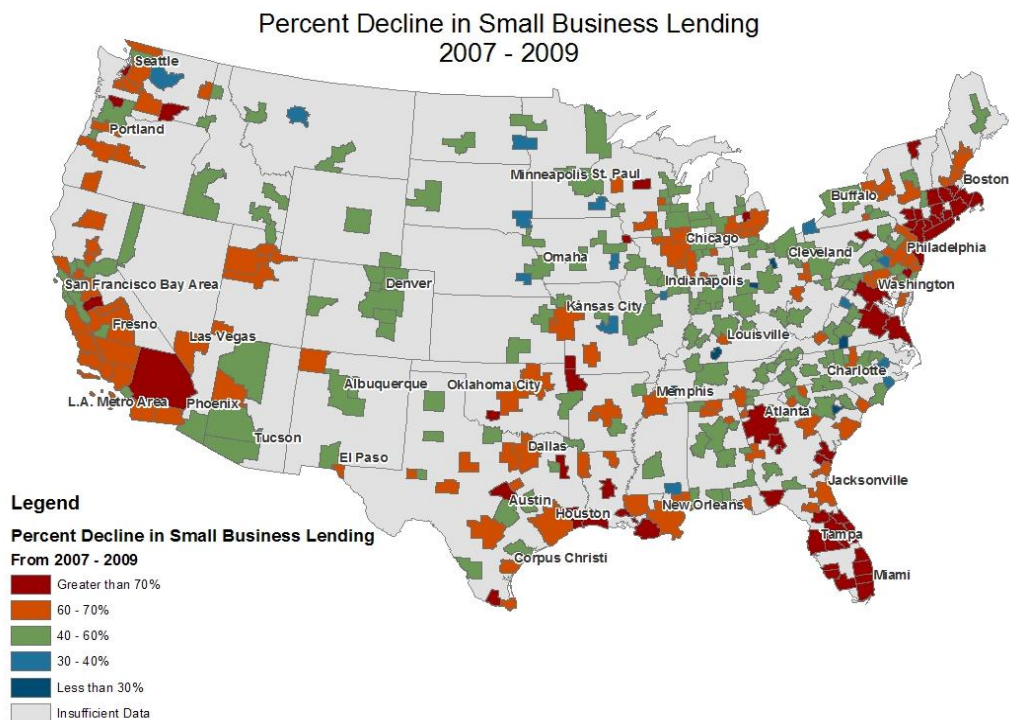 Percent Decline in Small Business Lending
2007 - 2009
Seattle
Portland
Minneapolis St. Paul
Boston
Buffalo
Chicago
Cleveland
Philadelphia
Omaha
San Francisco Bay Area
Denver
Indianapolis
Washington
Kansas City
Fresno
Las Vegas
Louisville
Charlotte
Albuquerque
Oklahoma City
Memphis
L.A. Metro Area
Phoenix
Atlanta
Tucson
El Paso
Dallas
Jacksonville
Austin
New Orleans
Houston
Tampa
Corpus Christi
Miami
Legend
Percent Decline in Small Business Lending
From 2007 - 2009
Greater than 70%
60 - 70%
40 - 60%
30 - 40%
Less than 30%
Insufficient Data